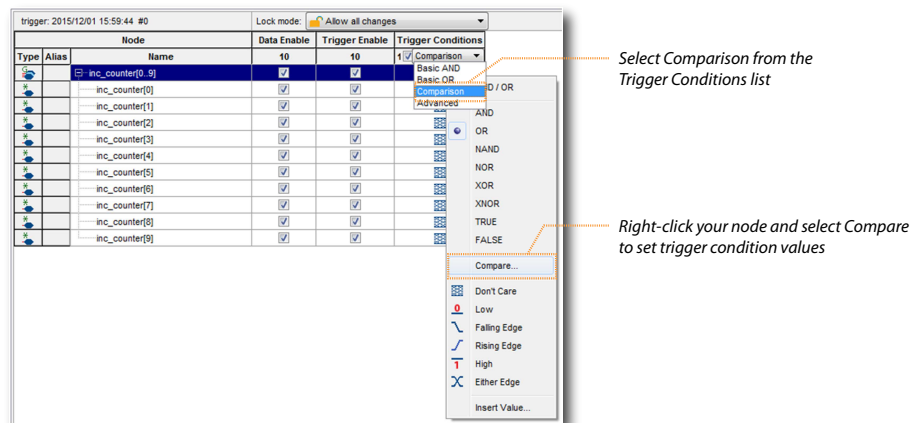 trigger: 2015/12/01 15:59:44 #0
Lock mode: Allow all changes
Node Data Enable Trigger Enable Trigger Conditions
Type Alias Name 10 10 1 Comparison
inc_counter[0..9]
Basic AND
Basic OR
Comparison
Advanced
inc_counter[0]
inc_counter[1]
inc_counter[2]
inc_counter[3]
inc_counter[4]
inc_counter[5]
inc_counter[6]
inc_counter[7]
inc_counter[8]
inc_counter[9]
D / OR
AND
OR
NAND
NOR
XOR
XNOR
TRUE
FALSE
Compare...
Don't Care
0 Low
Falling Edge
Rising Edge
1 High
Either Edge
Insert Value...
Select Comparison from the
Trigger Conditions list
Right-click your node and select Compare
to set trigger condition values